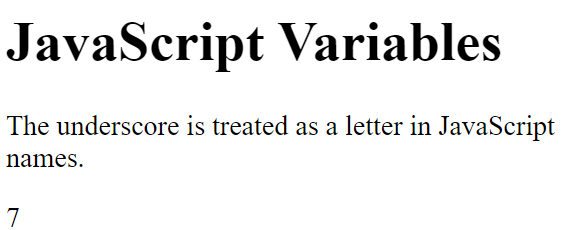 JavaScript Variables
The underscore is treated as a letter in JavaScript
names.
7